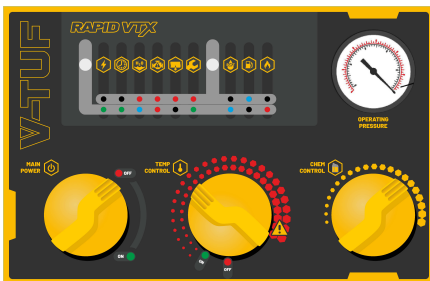 RAPID VTX
V-TUF
OPERATING
PRESSURE
MAIN
POWER
OFF
ON
TEMP
CONTROL
ON
OFF
CHEM
CONTROL